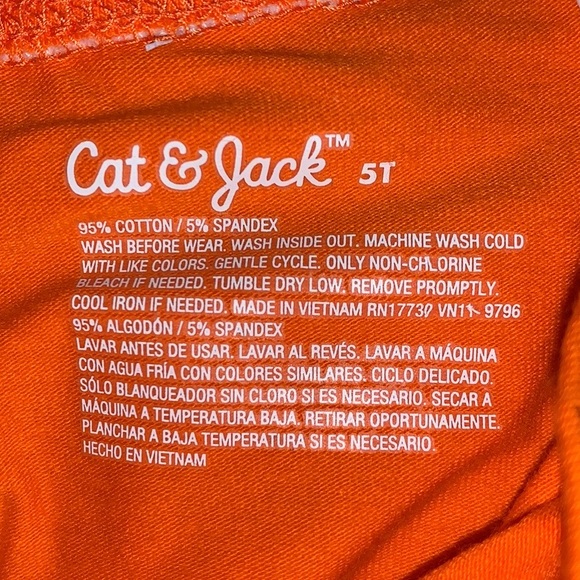 Cat & Jack™ 5T
95% COTTON / 5% SPANDEX
WASH BEFORE WEAR. WASH INSIDE OUT. MACHINE WASH COLD
WITH LIKE COLORS. GENTLE CYCLE. ONLY NON-CHLORINE
BLEACH IF NEEDED. TUMBLE DRY LOW. REMOVE PROMPTLY.
COOL IRON IF NEEDED. MADE IN VIETNAM 9796
95% ALGODÓN / 5% SPANDEX
LAVAR ANTES DE USAR. LAVAR AL REVÉS. LAVAR A MÁQUINA
CON AGUA FRÍA CON COLORES SIMILARES. CICLO DELICADO.
SÓLO BLANQUEADOR SIN CLORO SI ES NECESARIO. SECAR A
MÁQUINA A TEMPERATURA BAJA. RETIRAR OPORTUNAMENTE.
PLANCHAR A BAJA TEMPERATURA SI ES NECESARIO.
HECHO EN VIETNAM